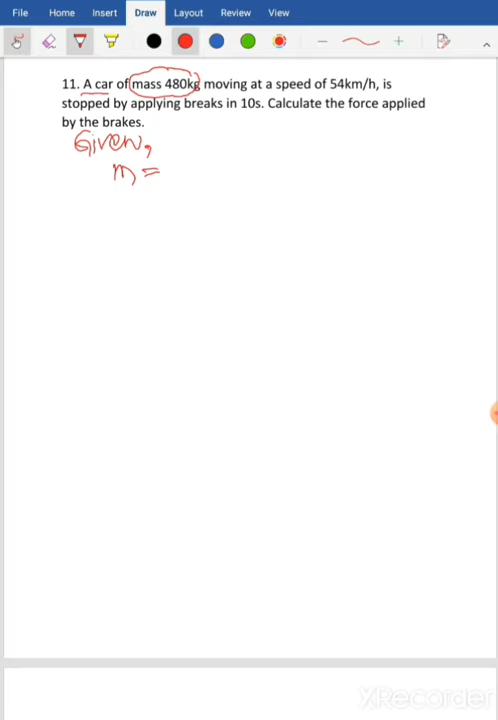 File Home Insert Draw Layout Review View
11. A car of mass 480kg moving at a speed of 54km/h, is
stopped by applying breaks in 10s. Calculate the force applied
by the brakes.
Given,
m =
XRecorder